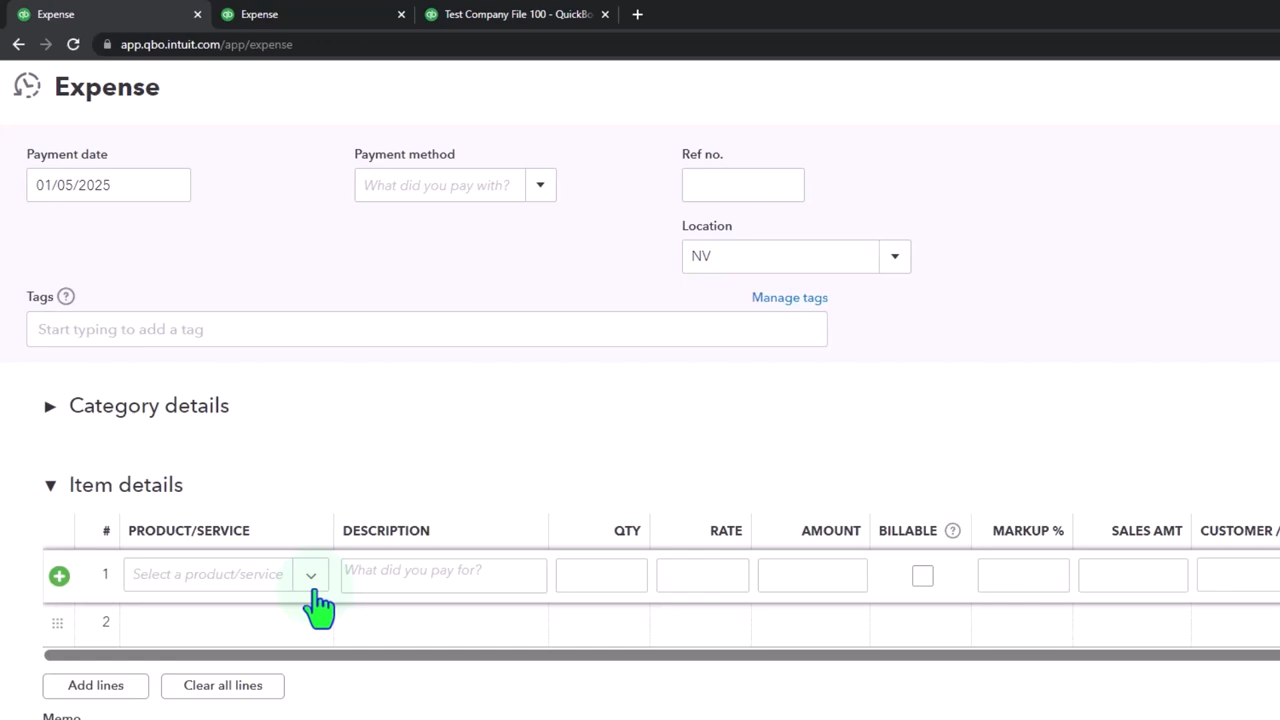 Expense
Expense
Test Company File 100 - QuickBo
app.qbo.intuit.com/app/expense
Expense
Payment date
Payment method
Ref no.
01/05/2025
What did you pay with?
Location
NV
Tags ?
Manage tags
Start typing to add a tag
Category details
Item details
# PRODUCT/SERVICE DESCRIPTION QTY RATE AMOUNT BILLABLE ? MARKUP % SALES AMT CUSTOMER /
1 Select a product/service What did you pay for?
2
Add lines
Clear all lines
Memo